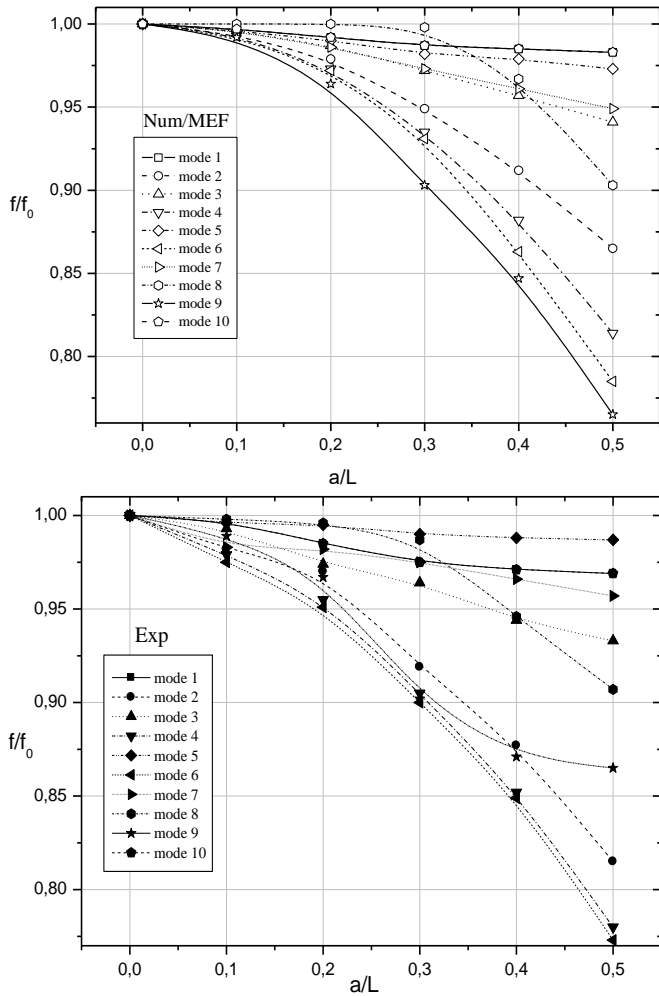 1,00
0,95
0,90
0,85
0,80
f/f0
Num/MEF
mode 1
mode 2
mode 3
mode 4
mode 5
mode 6
mode 7
mode 8
mode 9
mode 10
0,0 0,1 0,2 0,3 0,4 0,5
a/L
1,00
0,95
0,90
0,85
0,80
f/f0
Exp
mode 1
mode 2
mode 3
mode 4
mode 5
mode 6
mode 7
mode 8
mode 9
mode 10
0,0 0,1 0,2 0,3 0,4 0,5
a/L